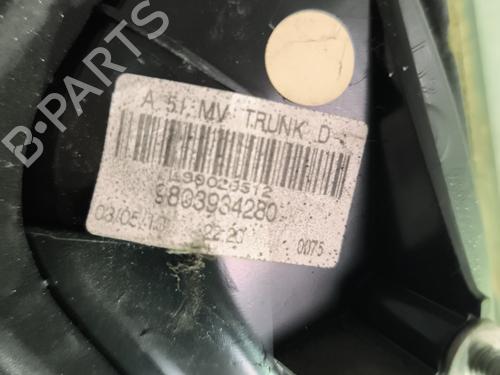 A 51 MV TRUNK D
9803934280
03/05/13 22:20 0075
B-PARTS